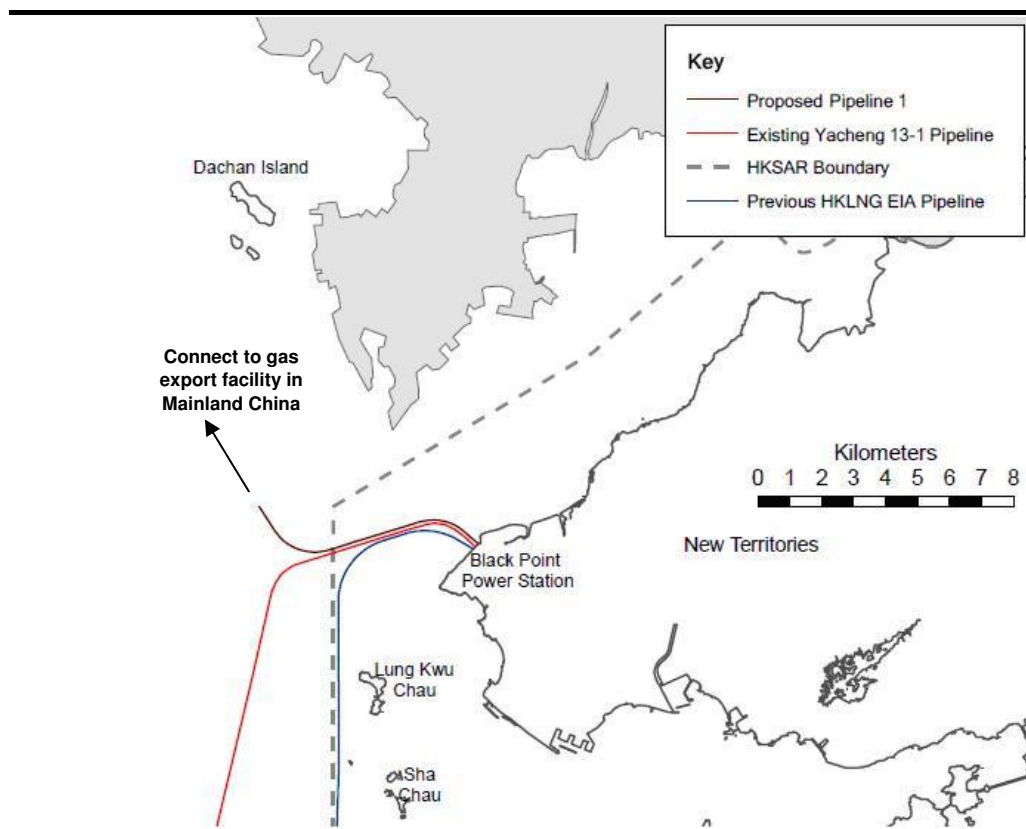 Key
Proposed Pipeline 1
Existing Yacheng 13-1 Pipeline
HKSAR Boundary
Previous HKLNG EIA Pipeline
Dachan Island
Connect to gas
export facility in
Mainland China
Kilometers
0 1 2 3 4 5 6 7 8
New Territories
Black Point
Power Station
Lung Kwu
Chau
Sha
Chau